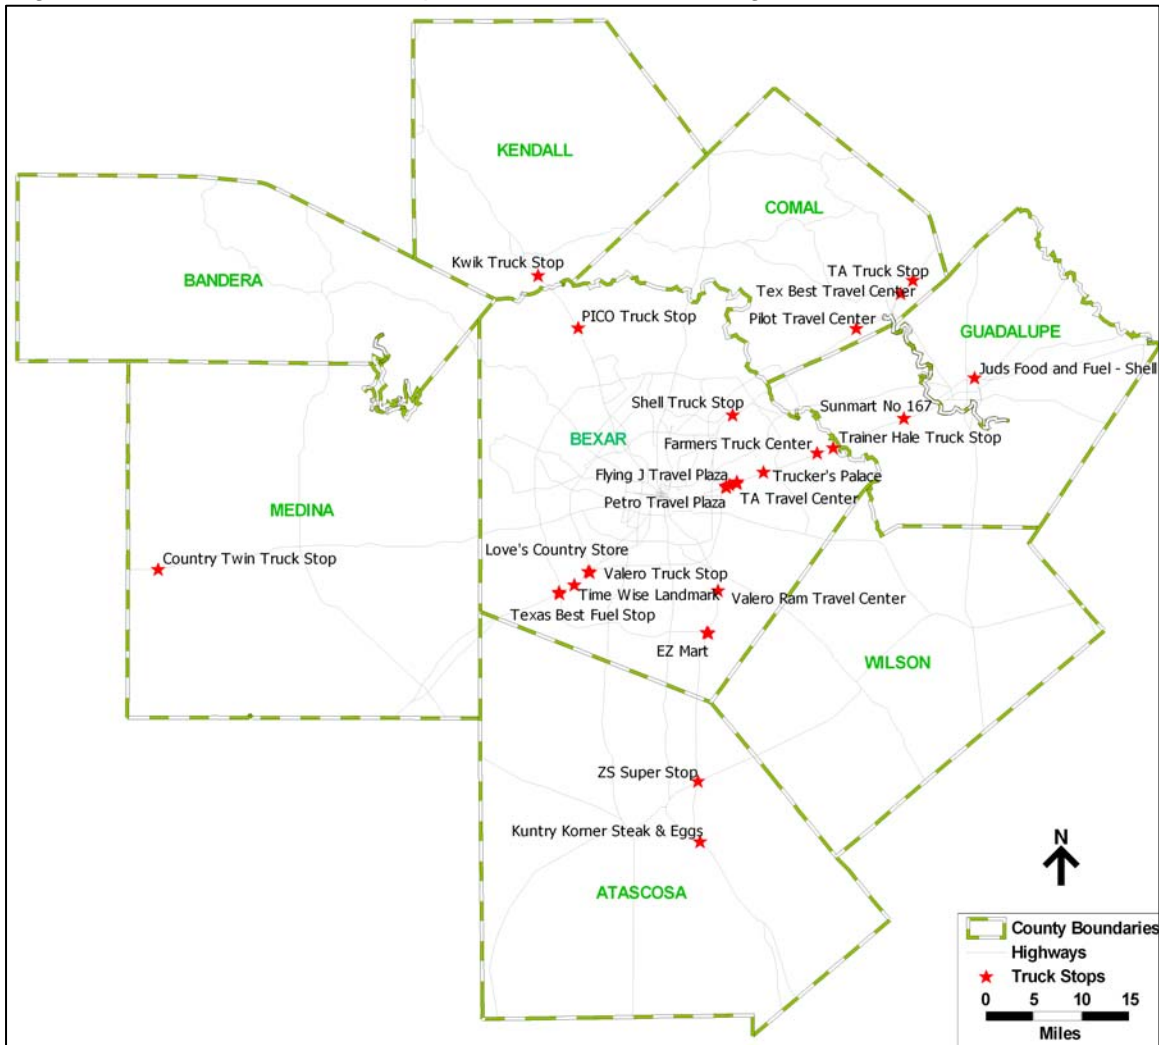 KENDALL
COMAL
Kwik Truck Stop
TA Truck Stop
BANDERA
Tex Best Travel Center
PICO Truck Stop
Pilot Travel Center
GUADALUPE
Juds Food and Fuel - Shell
Shell Truck Stop
Sunmart No 167
BEXAR
Farmers Truck Center
Trainer Hale Truck Stop
Flying J Travel Plaza
Trucker's Palace
Petro Travel Plaza
TA Travel Center
MEDINA
Love's Country Store
Country Twin Truck Stop
Valero Truck Stop
Time Wise Landmark
Valero Ram Travel Center
Texas Best Fuel Stop
EZ Mart
WILSON
ZS Super Stop
Kuntry Korner Steak & Eggs
ATASCOSA
N
County Boundaries
Highways
Truck Stops
0 5 10 15
Miles